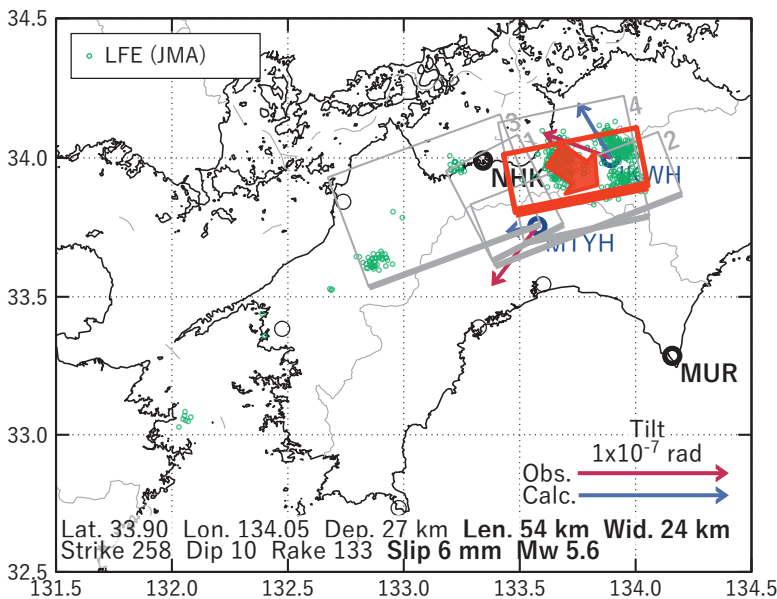 34.5
LFE (JMA)
34.0
33.5
33.0
32.5
3
4
1
2
NHK
KWH
MTYH
MUR
Tilt
1x10-7 rad
Obs.
Calc.
Lat. 33.90 Lon. 134.05 Dep. 27 km Len. 54 km Wid. 24 km
Strike 258 Dip 10 Rake 133 Slip 6 mm Mw 5.6
131.5 132.0 132.5 133.0 133.5 134.0 134.5